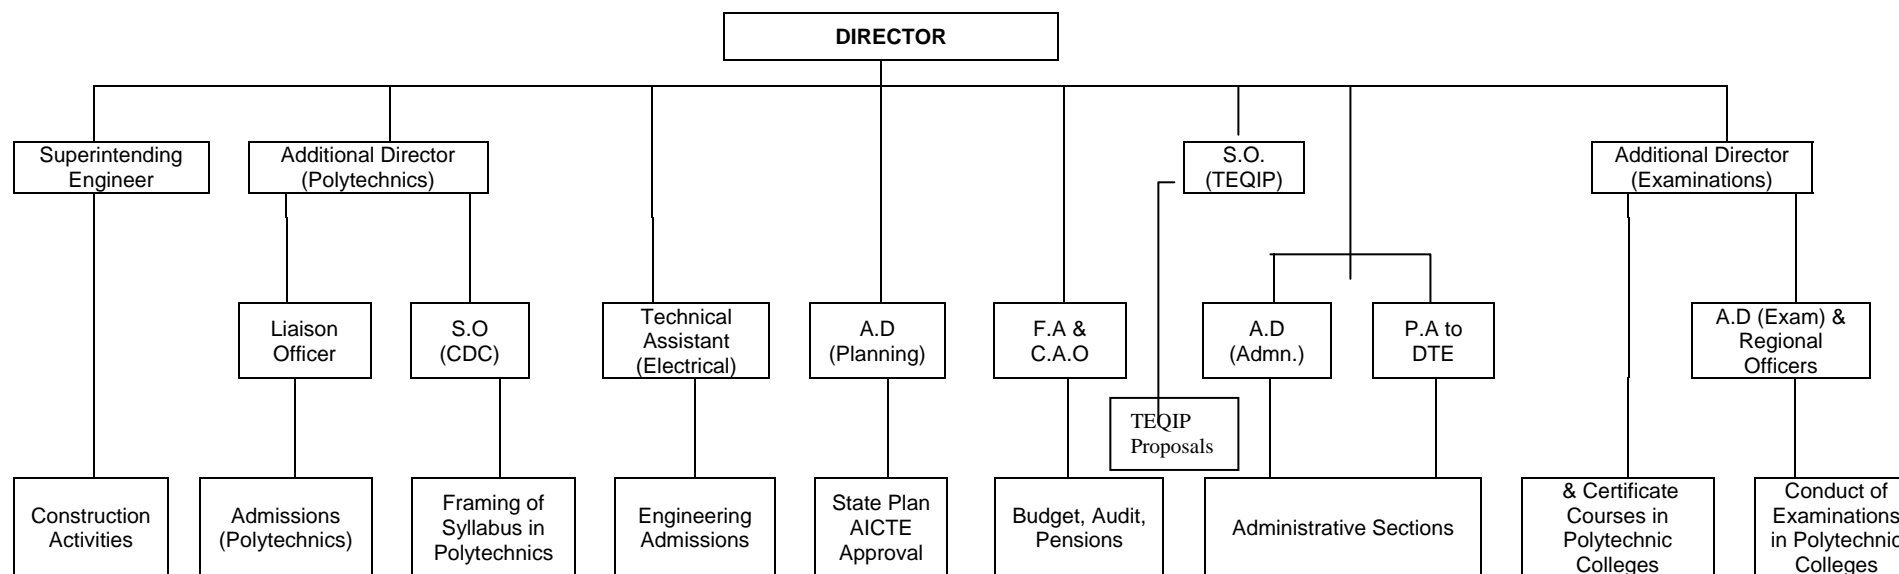 DIRECTOR
Superintending
Engineer
Additional Director
(Polytechnics)
S.O.
(TEQIP)
Additional Director
(Examinations)
Liaison
Officer
S.O
(CDC)
Technical
Assistant
(Electrical)
A.D
(Planning)
F.A &
C.A.O
A.D
(Admn.)
P.A to
DTE
A.D (Exam) &
Regional
Officers
TEQIP
Proposals
Construction
Activities
Admissions
(Polytechnics)
Framing of
Syllabus in
Polytechnics
Engineering
Admissions
State Plan
AICTE
Approval
Budget, Audit,
Pensions
Administrative Sections
& Certificate
Courses in
Polytechnic
Colleges
Conduct of
Examinations
in Polytechnic
Colleges